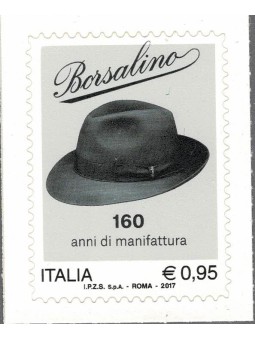 Borsalino
160
anni di manifattura
ITALIA € 0,95
I.P.Z.S. S.p.A. - ROMA - 2017